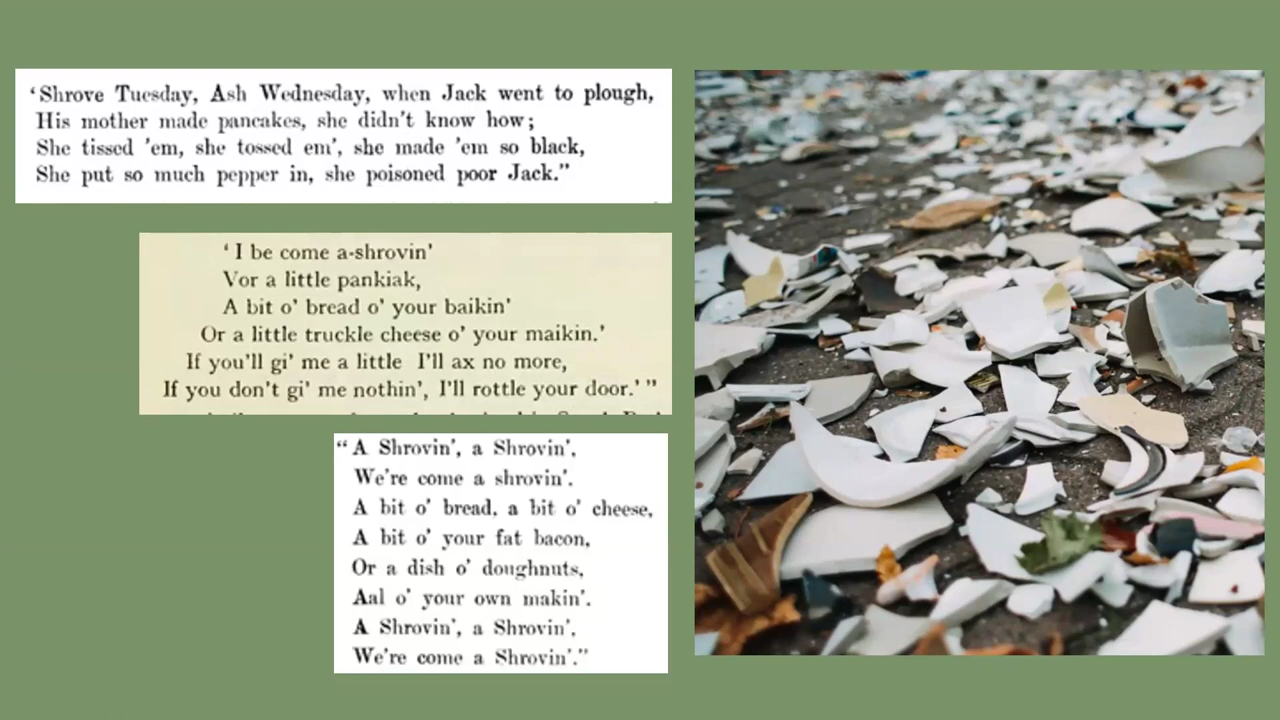 ‘Shrove Tuesday, Ash Wednesday, when Jack went to plough,
His mother made pancakes, she didn't know how;
She tissed 'em, she tossed em', she made 'em so black,
She put so much pepper in, she poisoned poor Jack.”
‘I be come a-shrovin'
Vor a little pankiak,
A bit o' bread o' your baikin'
Or a little truckle cheese o' your maikin.'
If you'll gi' me a little I'll ax no more,
If you don't gi' me nothin', I'll rottle your door.’ ”
“A Shrovin', a Shrovin',
We're come a shrovin'.
A bit o' bread, a bit o' cheese,
A bit o' your fat bacon,
Or a dish o' doughnuts,
Aal o' your own makin'.
A Shrovin', a Shrovin',
We're come a Shrovin'.”